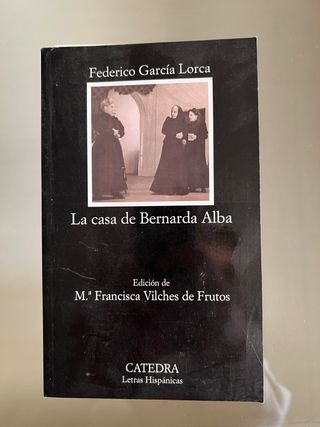 Federico García Lorca
La casa de Bernarda Alba
Edición de
M.ª Francisca Vilches de Frutos
CATEDRA
Letras Hispánicas